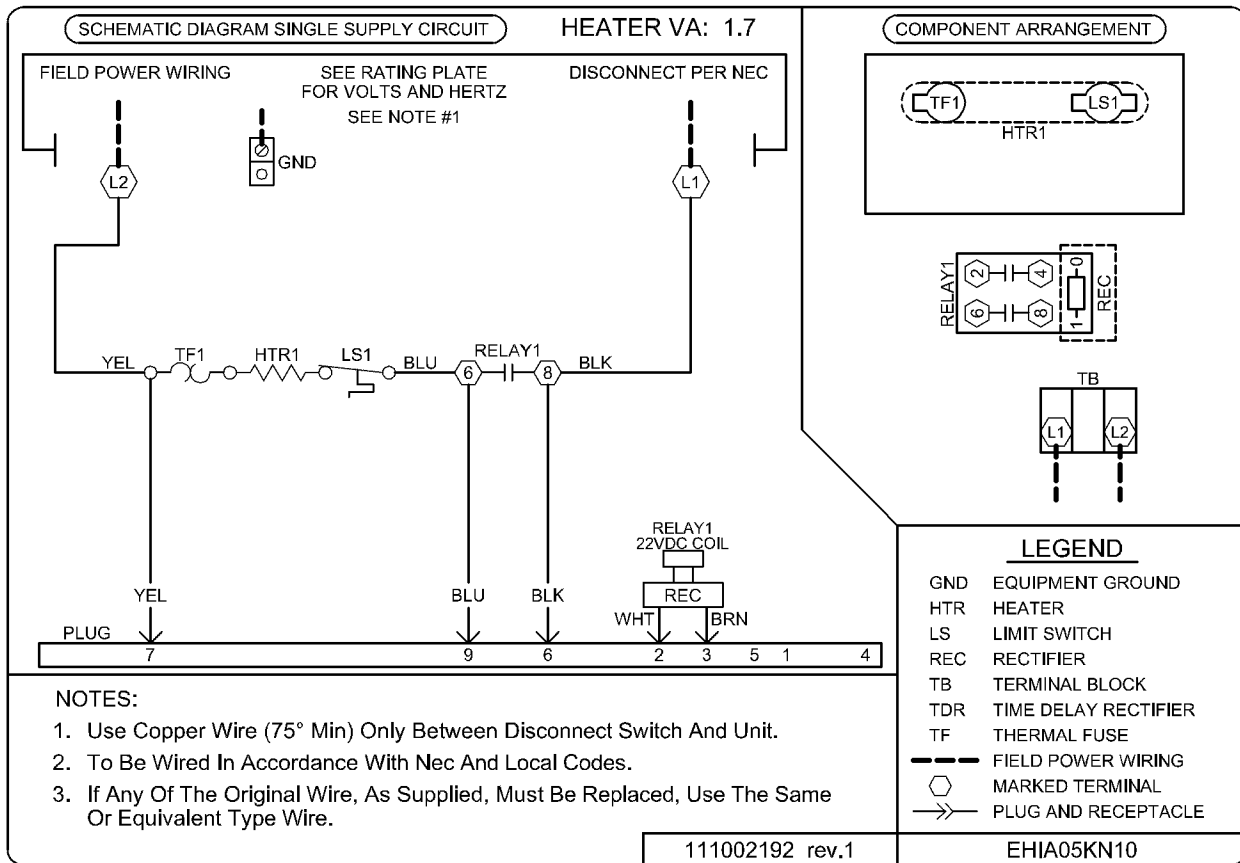 SCHEMATIC DIAGRAM SINGLE SUPPLY CIRCUIT
HEATER VA: 1.7
FIELD POWER WIRING
SEE RATING PLATE
FOR VOLTS AND HERTZ
SEE NOTE #1
DISCONNECT PER NEC
GND
L2
L1
YEL
TF1
HTR1
LS1
BLU
6
RELAY1
8
BLK
RELAY1
22VDC COIL
REC
YEL
BLU
BLK
WHT
BRN
PLUG
7
9
6
2
3
5
1
4
NOTES:
1. Use Copper Wire (75° Min) Only Between Disconnect Switch And Unit.
2. To Be Wired In Accordance With Nec And Local Codes.
3. If Any Of The Original Wire, As Supplied, Must Be Replaced, Use The Same
Or Equivalent Type Wire.
COMPONENT ARRANGEMENT
TF1
LS1
HTR1
RELAY1
2
4
6
8
0
1
REC
TB
L1
L2
LEGEND
GND EQUIPMENT GROUND
HTR HEATER
LS LIMIT SWITCH
REC RECTIFIER
TB TERMINAL BLOCK
TDR TIME DELAY RECTIFIER
TF THERMAL FUSE
FIELD POWER WIRING
MARKED TERMINAL
PLUG AND RECEPTACLE
111002192 rev.1
EHIA05KN10